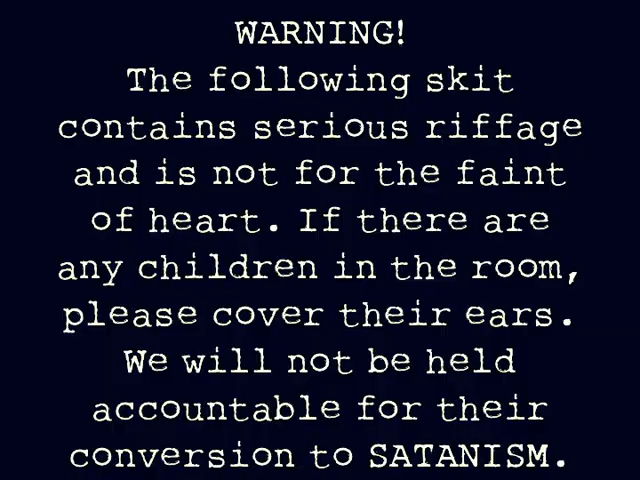 WARNING!
The following skit
contains serious riffage
and is not for the faint
of heart. If there are
any children in the room,
please cover their ears.
We will not be held
accountable for their
conversion to SATANISM.